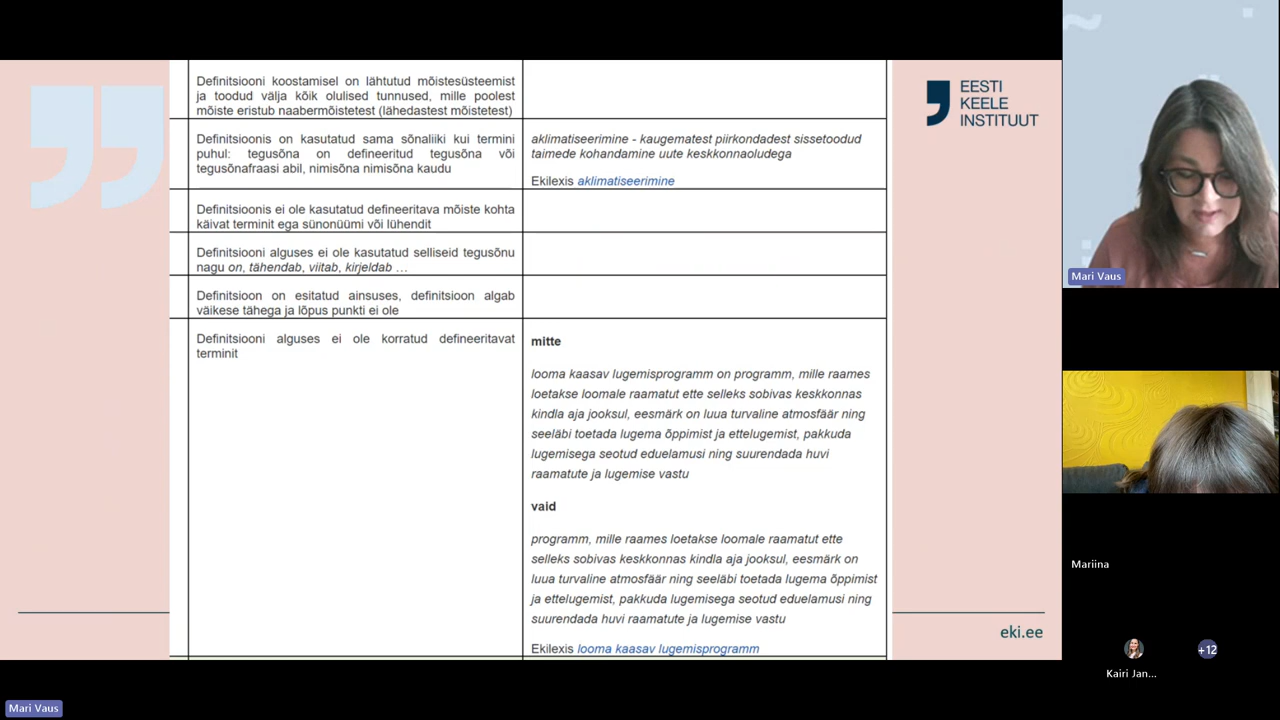 Definitsiooni koostamisel on lähtutud mõistesüsteemist
ja toodud välja kõik olulised tunnused, mille poolest
mõiste eristub naabermõistetest (lähedastest mõistetest)
Definitsioonis on kasutatud sama sõnaliiki kui termini
puhul: tegusõna on defineeritud tegusõna või
tegusõnafraasi abil, nimisõna nimisõna kaudu
aklimatiseerimine - kaugematest piirkondadest sissetoodud
taimede kohandamine uute keskkonnaoludega
Ekilexis aklimatiseerimine
Definitsioonis ei ole kasutatud defineeritava mõiste kohta
käivat terminit ega sünonüümi või lühendit
Definitsiooni alguses ei ole kasutatud selliseid tegusõnu
nagu on, tähendab, viitab, kirjeldab …
Definitsioon on esitatud ainsuses, definitsioon algab
väikese tähega ja lõpus punkti ei ole
Definitsiooni alguses ei ole korratud defineeritavat
terminit
mitte
looma kaasav lugemisprogramm on programm, mille raames
loetakse loomale raamatut ette selleks sobivas keskkonnas
kindla aja jooksul, eesmärk on luua turvaline atmosfäär ning
seeläbi toetada lugema õppimist ja ettelugemist, pakkuda
lugemisega seotud eduelamusi ning suurendada huvi
raamatute ja lugemise vastu
vaid
programm, mille raames loetakse loomale raamatut ette
selleks sobivas keskkonnas kindla aja jooksul, eesmärk on
luua turvaline atmosfäär ning seeläbi toetada lugema õppimist
ja ettelugemist, pakkuda lugemisega seotud eduelamusi ning
suurendada huvi raamatute ja lugemise vastu
Ekilexis looma kaasav lugemisprogramm
EESTI
KEELE
INSTITUUT
eki.ee
Mari Vaus
Mariina
Kairi Jan...
+12
Mari Vaus